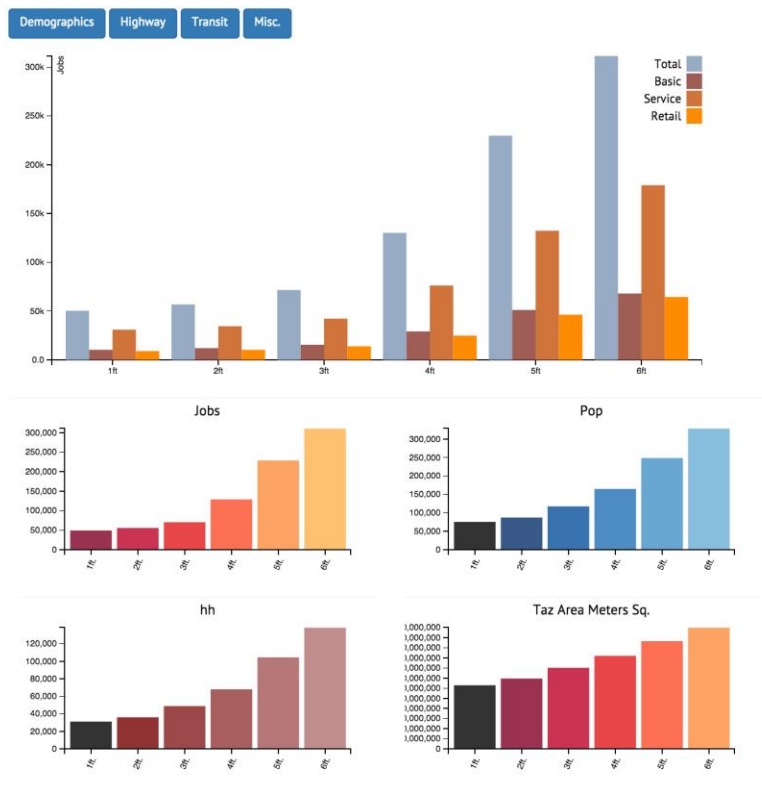 Demographics Highway Transit Misc.
Jobs
Total
Basic
Service
Retail
300k
250k
200k
150k
100k
50k
0.0
1ft 2ft 3ft 4ft 5ft 6ft
Jobs
300,000
250,000
200,000
150,000
100,000
50,000
0
1ft. 2ft. 3ft. 4ft. 5ft. 6ft.
Pop
300,000
250,000
200,000
150,000
100,000
50,000
0
1ft. 2ft. 3ft. 4ft. 5ft. 6ft.
hh
120,000
100,000
80,000
60,000
40,000
20,000
0
1ft. 2ft. 3ft. 4ft. 5ft. 6ft.
Taz Area Meters Sq.
0
1ft. 2ft. 3ft. 4ft. 5ft. 6ft.